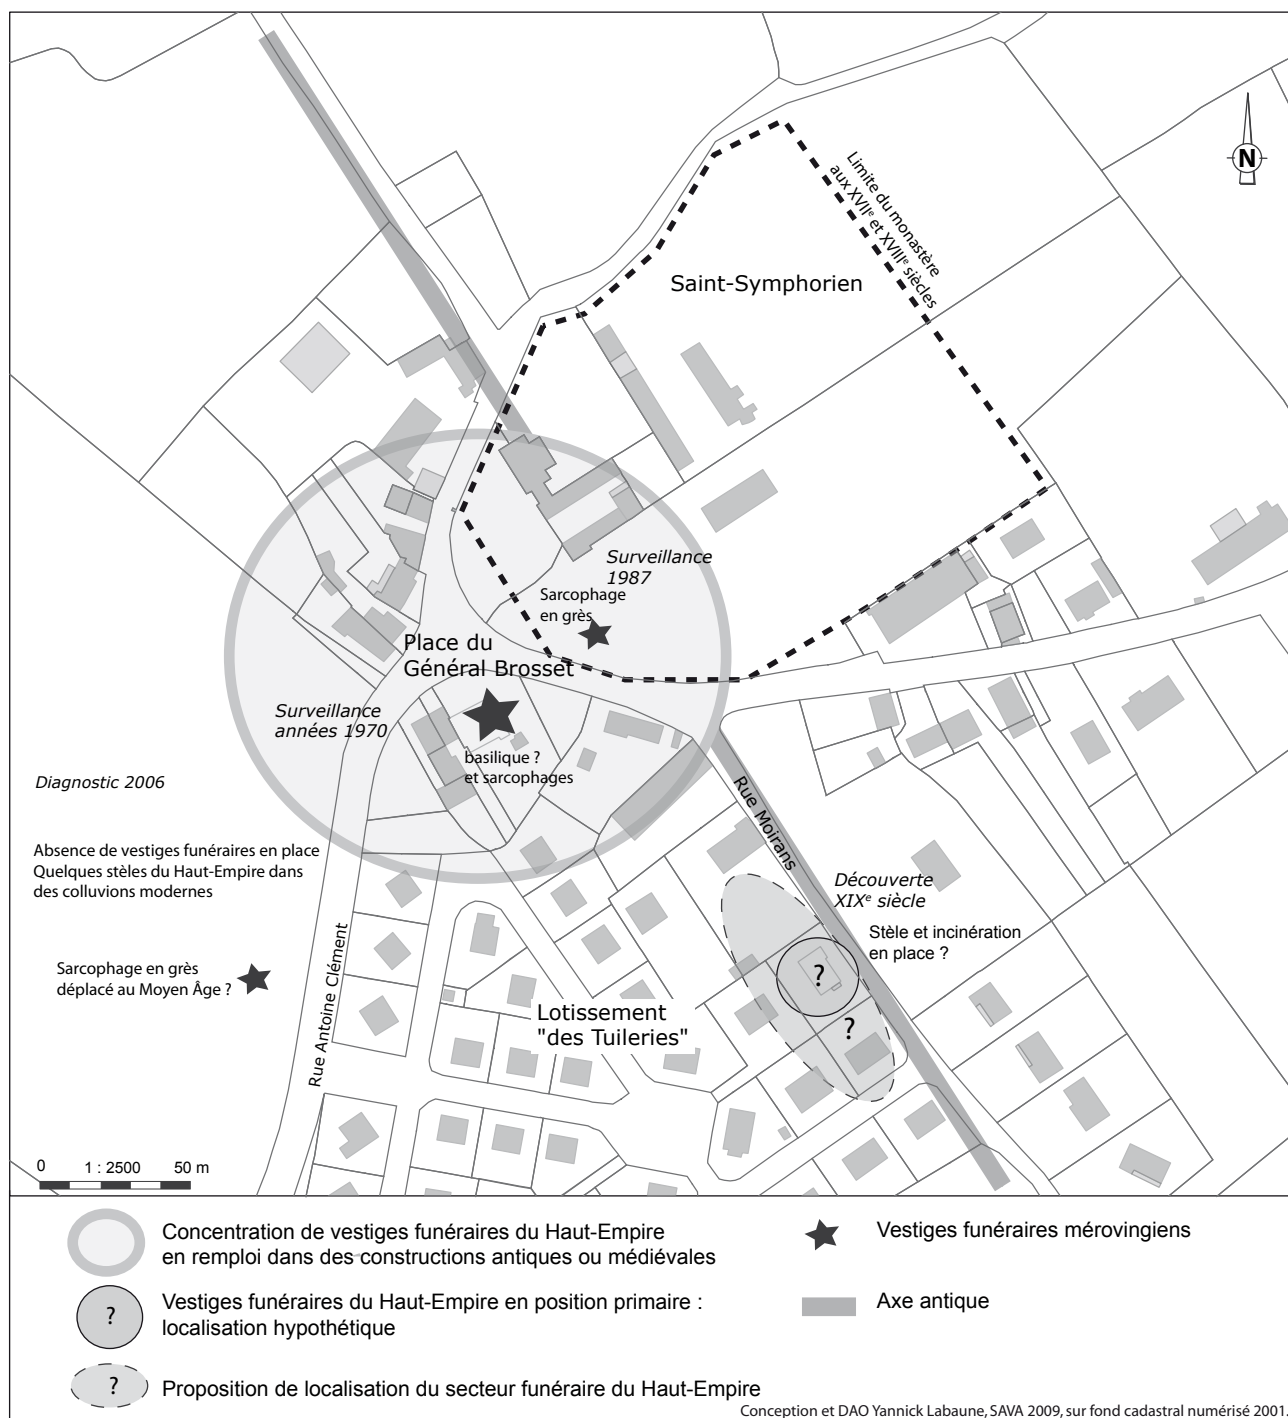 N
Limite du monastère
aux XVIIe et XVIIIe siècles
Saint-Symphorien
Surveillance
1987
Sarcophage
en grès
Place du
Général Brosset
Surveillance
années 1970
basilique ?
et sarcophages
Diagnostic 2006
Absence de vestiges funéraires en place
Quelques stèles du Haut-Empire dans
des colluvions modernes
Rue Moirans
Découverte
XIXe siècle
Stèle et incinération
en place ?
Sarcophage en grès
déplacé au Moyen Âge ?
Rue Antoine Clément
?
?
Lotissement
"des Tuileries"
0 1 : 2500 50 m
Concentration de vestiges funéraires du Haut-Empire
en remploi dans des constructions antiques ou médiévales
Vestiges funéraires mérovingiens
?
Vestiges funéraires du Haut-Empire en position primaire :
localisation hypothétique
Axe antique
?
Proposition de localisation du secteur funéraire du Haut-Empire
Conception et DAO Yannick Labaune, SAVA 2009, sur fond cadastral numérisé 2001.